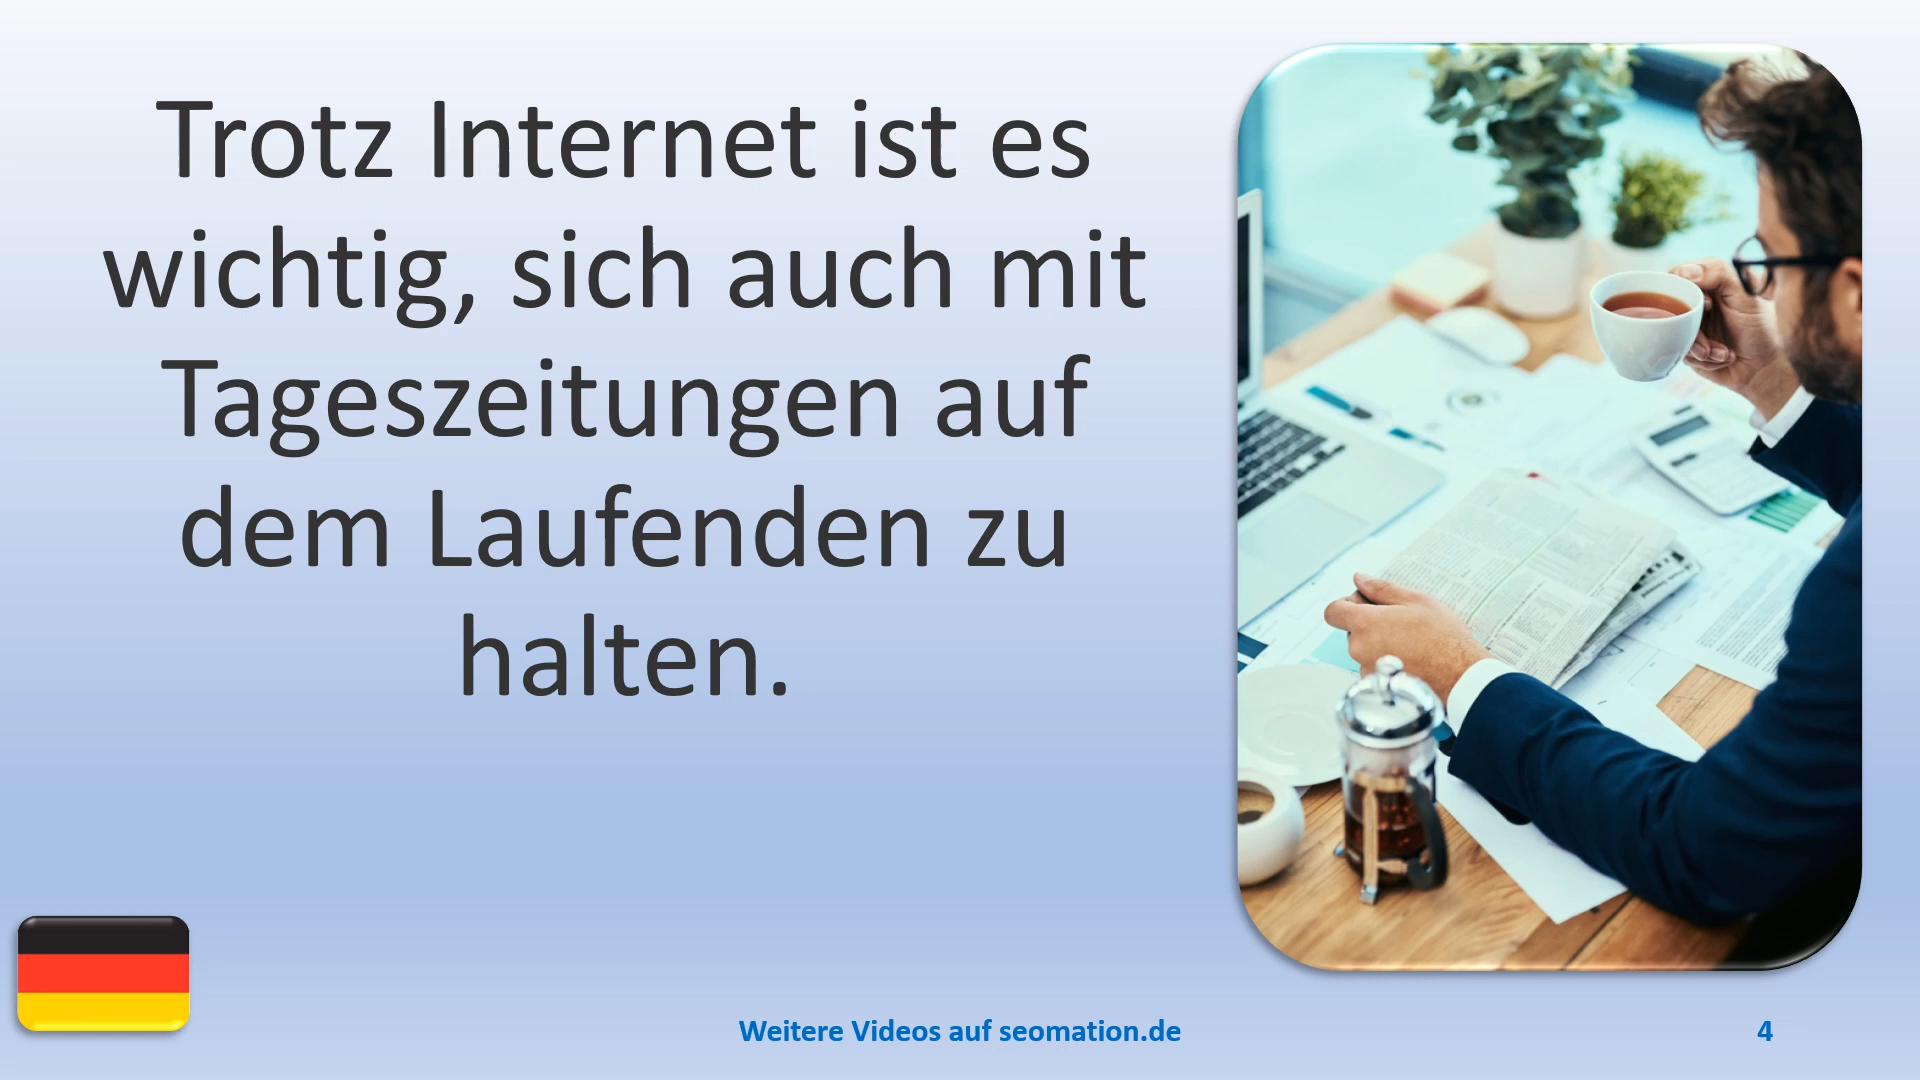 Trotz Internet ist es
wichtig, sich auch mit
Tageszeitungen auf
dem Laufenden zu
halten.
Weitere Videos auf seomation.de
4